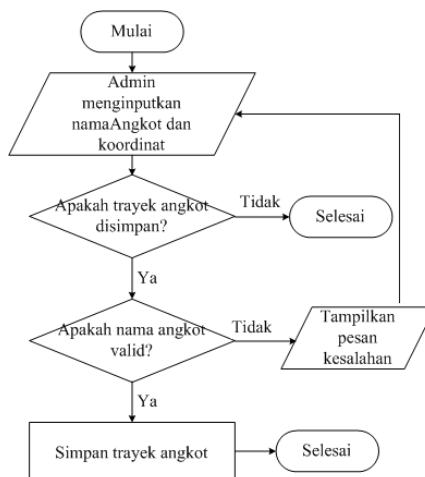 Mulai
Admin
menginputkan
namaAngkot dan
koordinat
Apakah trayek angkot
disimpan?
Tidak
Selesai
Ya
Apakah nama angkot
valid?
Tidak
Tampilkan
pesan
kesalahan
Ya
Simpan trayek angkot
Selesai